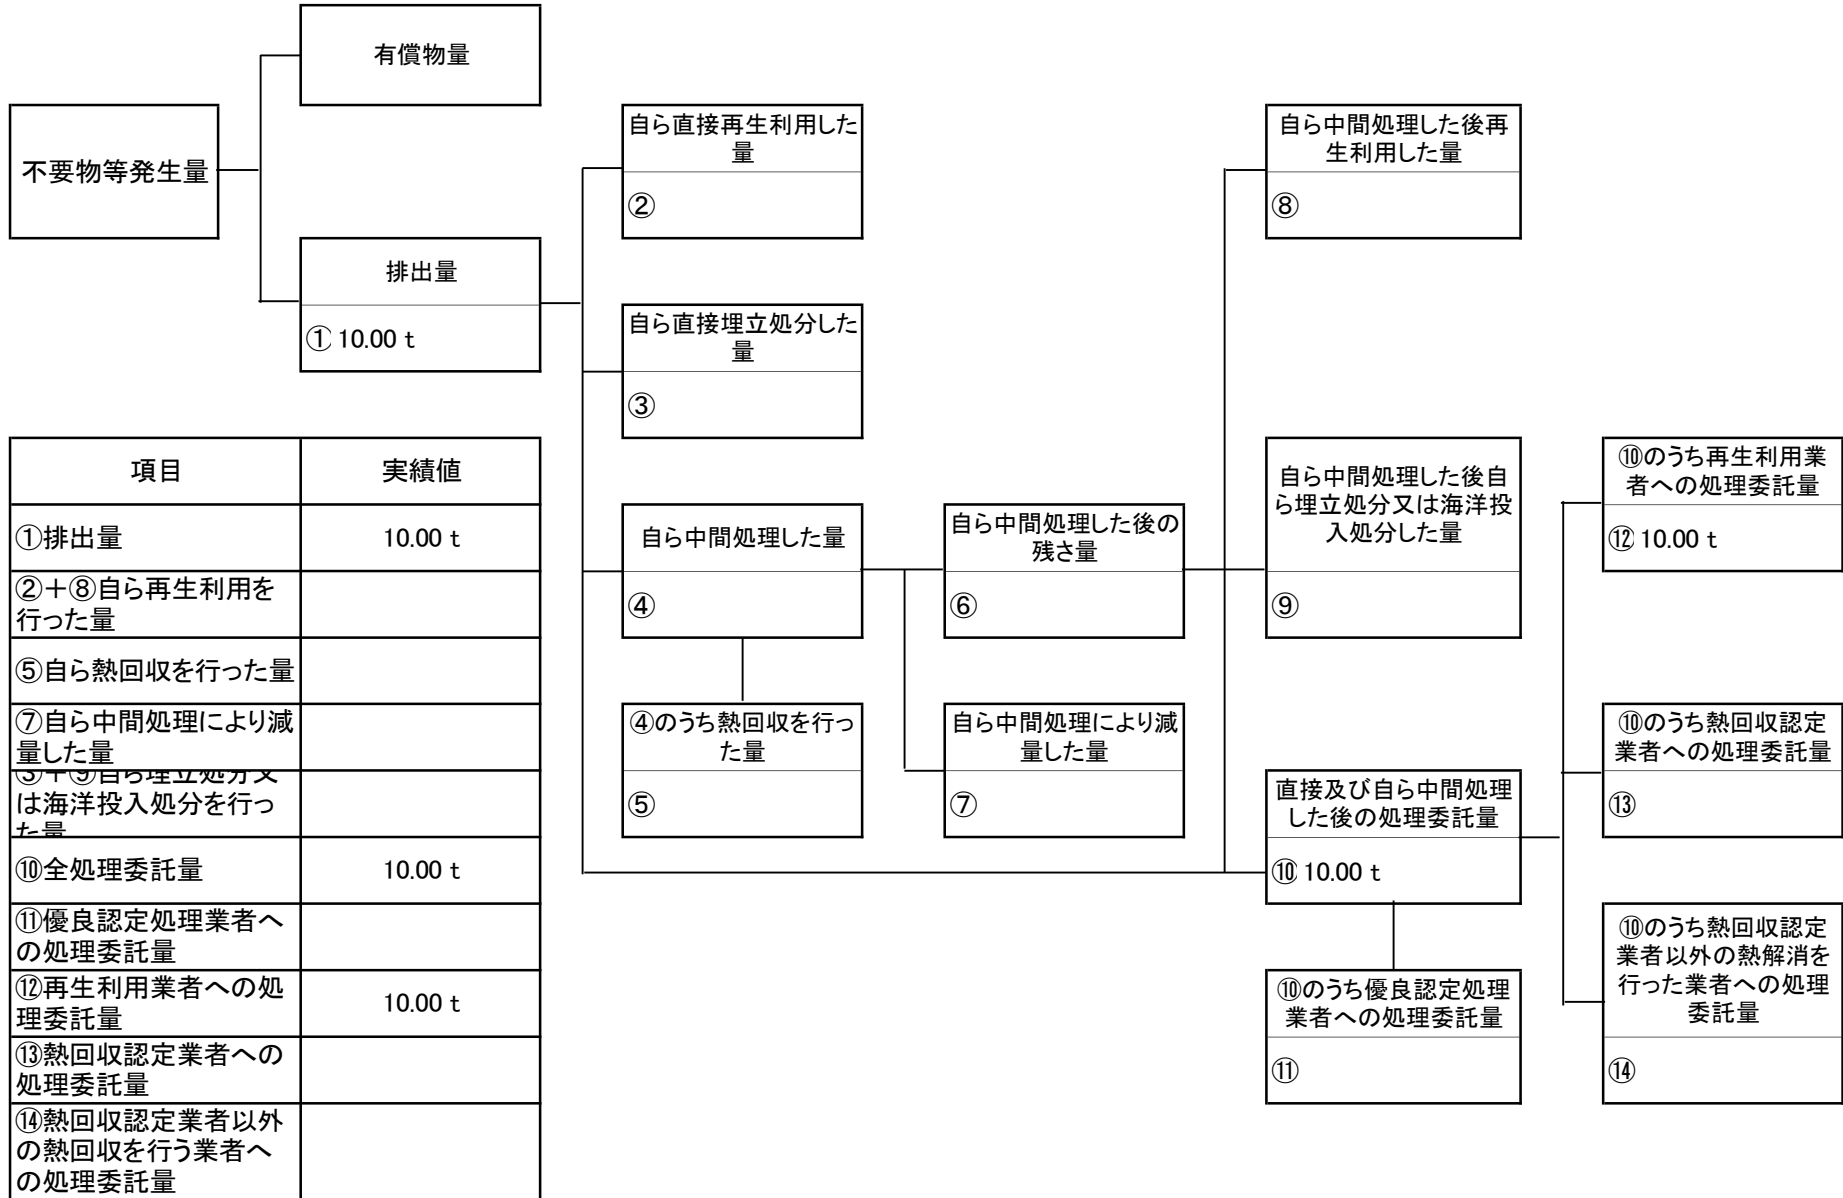 有償物量
不要物等発生量
排出量
① 10.00 t
自ら直接再生利用した
量
②
自ら直接埋立処分した
量
③
自ら中間処理した量
④
④のうち熱回収を行っ
た量
⑤
自ら中間処理した後の
残さ量
⑥
自ら中間処理により減
量した量
⑦
自ら中間処理した後再
生利用した量
⑧
自ら中間処理した後自
ら埋立処分又は海洋投
入処分した量
⑨
直接及び自ら中間処理
した後の処理委託量
⑩ 10.00 t
⑩のうち優良認定処理
業者への処理委託量
⑪
⑩のうち再生利用業
者への処理委託量
⑫ 10.00 t
⑩のうち熱回収認定
業者への処理委託量
⑬
⑩のうち熱回収認定
業者以外の熱解消を
行った業者への処理
委託量
⑭
項目 実績値
①排出量 10.00 t
②＋⑧自ら再生利用を
行った量
⑤自ら熱回収を行った量
⑦自ら中間処理により減
量した量
③＋⑨自ら埋立処分又
は海洋投入処分を行っ
た量
⑩全処理委託量 10.00 t
⑪優良認定処理業者へ
の処理委託量
⑫再生利用業者への処
理委託量 10.00 t
⑬熱回収認定業者への
処理委託量
⑭熱回収認定業者以外
の熱回収を行う業者へ
の処理委託量